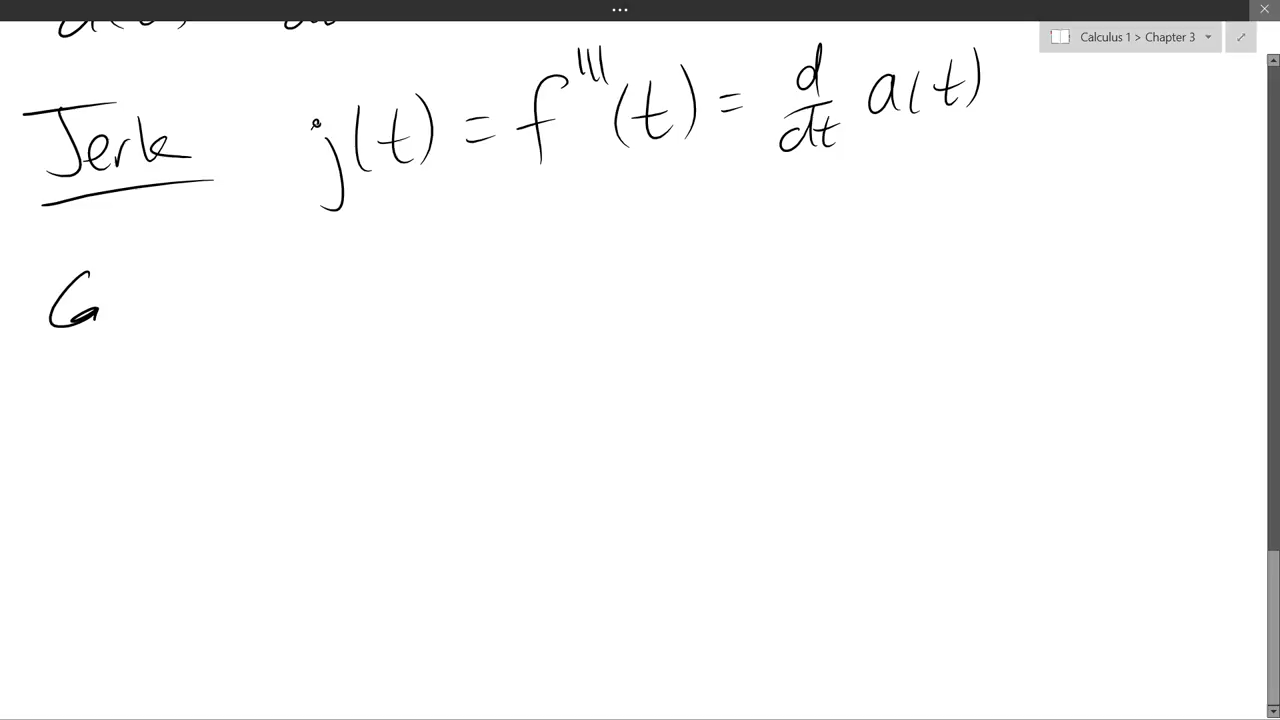 Calculus 1 > Chapter 3
Jerk j(t) = f'''(t) = d/dt a(t)
G